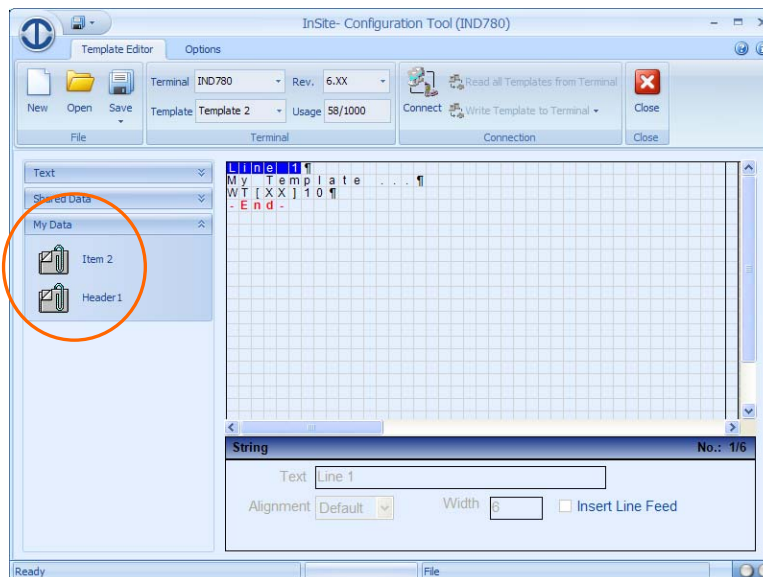 InSite- Configuration Tool (IND780)
Template Editor Options
New Open Save
File
Terminal IND780 Rev. 6.XX
Template Template 2 Usage 58/1000
Terminal
Connect
Read all Templates from Terminal
Write Template to Terminal
Connection
Close
Close
Text
Shared Data
My Data
Item 2
Header1
Line 1¶
My Template ...¶
WT[XX]10¶
-End-
String No.: 1/6
Text Line 1
Alignment Default Width 6 Insert Line Feed
Ready File